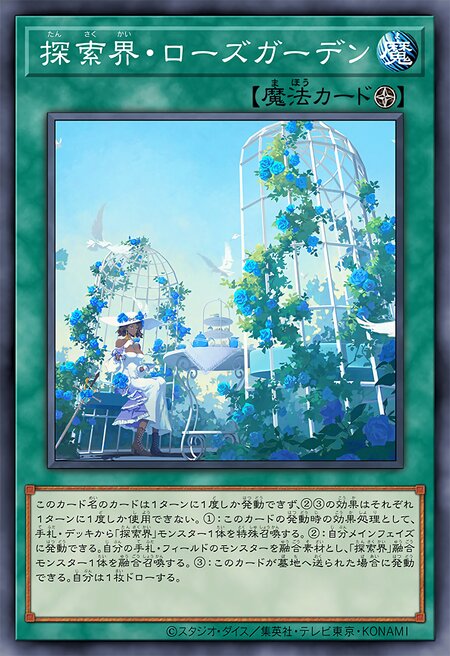 探索界・ローズガーデン 魔
【魔法カード】
このカード名のカードは1ターンに1度しか発動できず、②③の効果はそれぞれ
1ターンに1度しか使用できない。①：このカードの発動時の効果処理として、
手札・デッキから「探索界」モンスター1体を特殊召喚する。②：自分メインフェイズ
に発動できる。自分の手札・フィールドのモンスターを融合素材とし、「探索界」融合
モンスター1体を融合召喚する。③：このカードが墓地へ送られた場合に発動
できる。自分は1枚ドローする。
©スタジオ・ダイス／集英社・テレビ東京・KONAMI